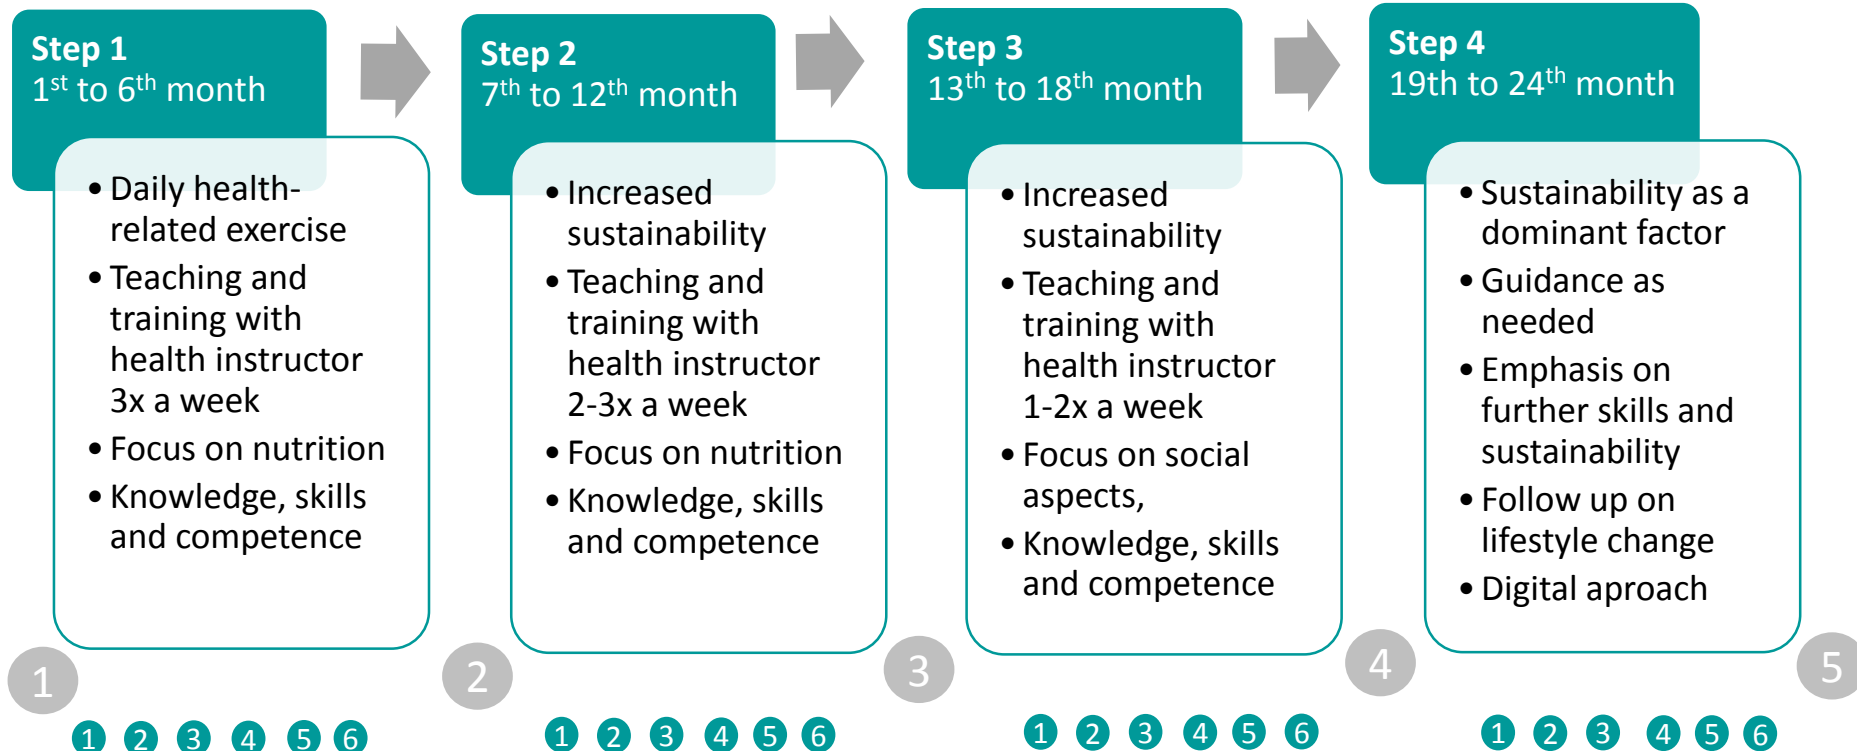 Step 1
1st to 6th month
• Daily health-
related exercise
• Teaching and
training with
health instructor
3x a week
• Focus on nutrition
• Knowledge, skills
and competence
Step 2
7th to 12th month
• Increased
sustainability
• Teaching and
training with
health instructor
2-3x a week
• Focus on nutrition
• Knowledge, skills
and competence
Step 3
13th to 18th month
• Increased
sustainability
• Teaching and
training with
health instructor
1-2x a week
• Focus on social
aspects,
• Knowledge, skills
and competence
Step 4
19th to 24th month
• Sustainability as a
dominant factor
• Guidance as
needed
• Emphasis on
further skills and
sustainability
• Follow up on
lifestyle change
• Digital aproach
1 2 3 4 5
1 2 3 4 5 6
1 2 3 4 5 6
1 2 3 4 5 6
1 2 3 4 5 6